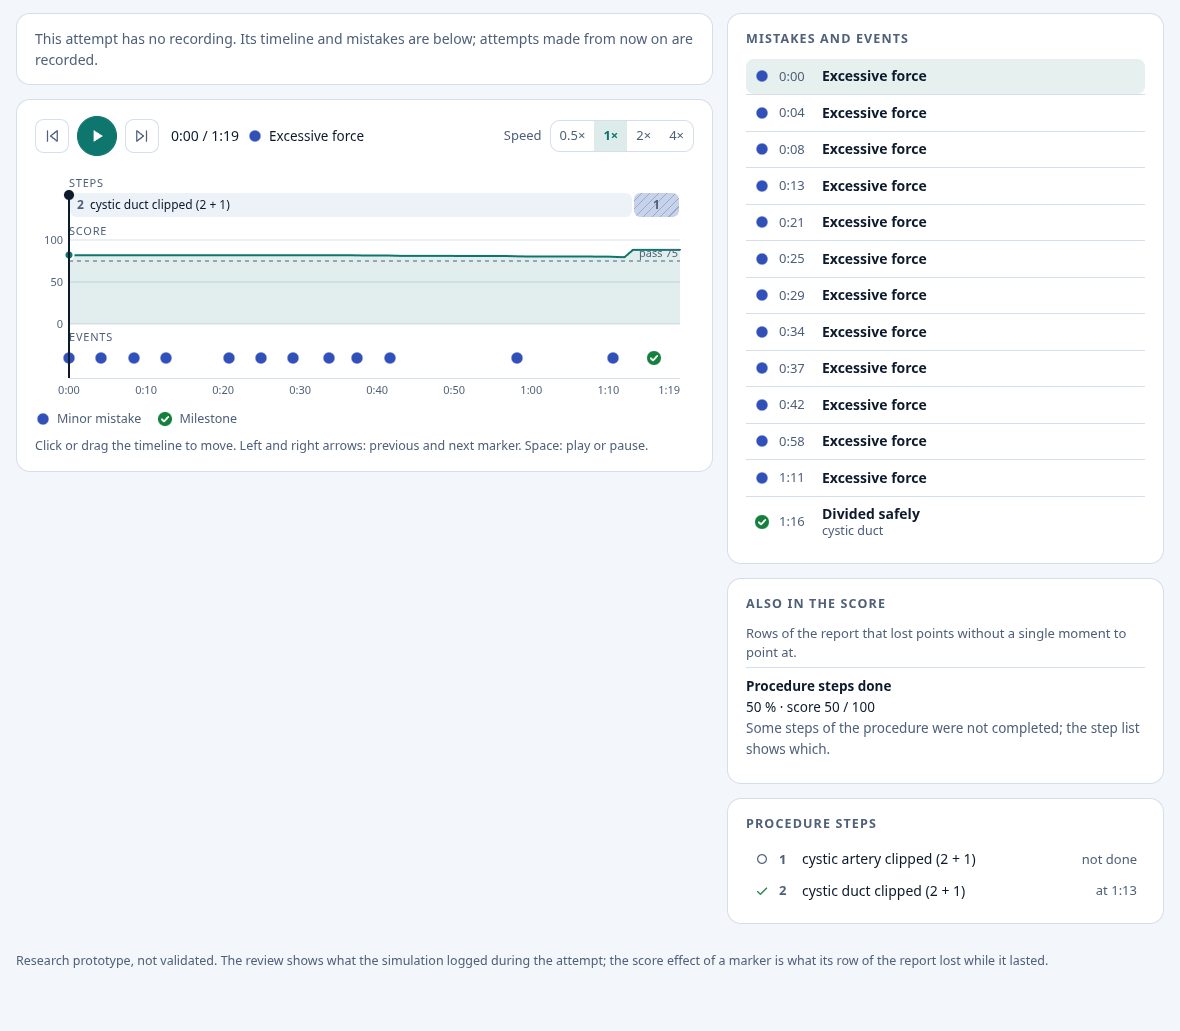 This attempt has no recording. Its timeline and mistakes are below; attempts made from now on are
recorded.
0:00 / 1:19 Excessive force
Speed 0.5× 1× 2× 4×
STEPS
2 cystic duct clipped (2 + 1) 1
SCORE
100
pass 75
50
0
EVENTS
0:00 0:10 0:20 0:30 0:40 0:50 1:00 1:10 1:19
Minor mistake Milestone
Click or drag the timeline to move. Left and right arrows: previous and next marker. Space: play or pause.
MISTAKES AND EVENTS
0:00 Excessive force
0:04 Excessive force
0:08 Excessive force
0:13 Excessive force
0:21 Excessive force
0:25 Excessive force
0:29 Excessive force
0:34 Excessive force
0:37 Excessive force
0:42 Excessive force
0:58 Excessive force
1:11 Excessive force
1:16 Divided safely
cystic duct
ALSO IN THE SCORE
Rows of the report that lost points without a single moment to
point at.
Procedure steps done
50 % · score 50 / 100
Some steps of the procedure were not completed; the step list
shows which.
PROCEDURE STEPS
1 cystic artery clipped (2 + 1) not done
2 cystic duct clipped (2 + 1) at 1:13
Research prototype, not validated. The review shows what the simulation logged during the attempt; the score effect of a marker is what its row of the report lost while it lasted.